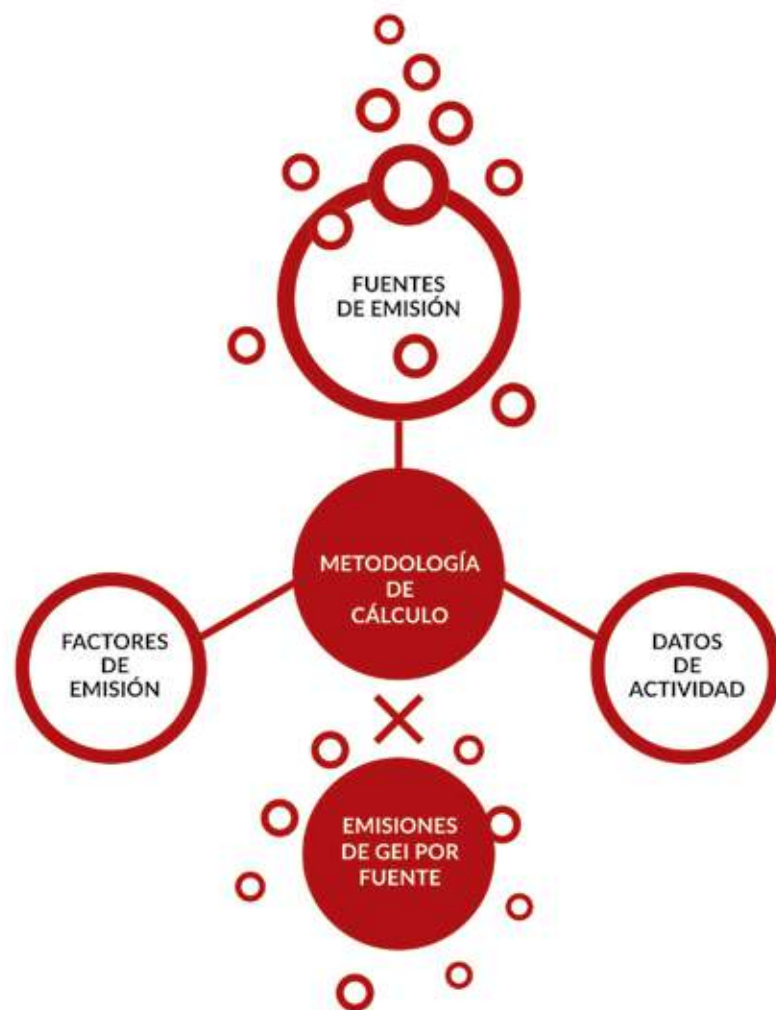 FUENTES
DE EMISIÓN
METODOLOGÍA
DE
CÁLCULO
FACTORES
DE
EMISIÓN
DATOS
DE
ACTIVIDAD
EMISIONES
DE GEI POR
FUENTE